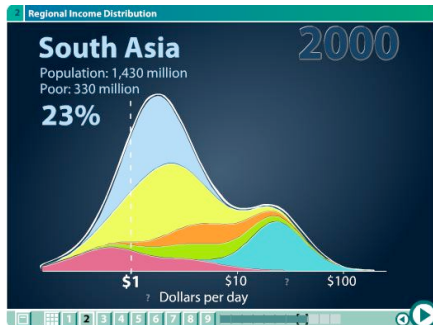 2 Regional Income Distribution
South Asia
2000
Population: 1,430 million
Poor: 330 million
23%
$1 $10 ? $100
? Dollars per day
1 2 3 4 5 6 7 8 9